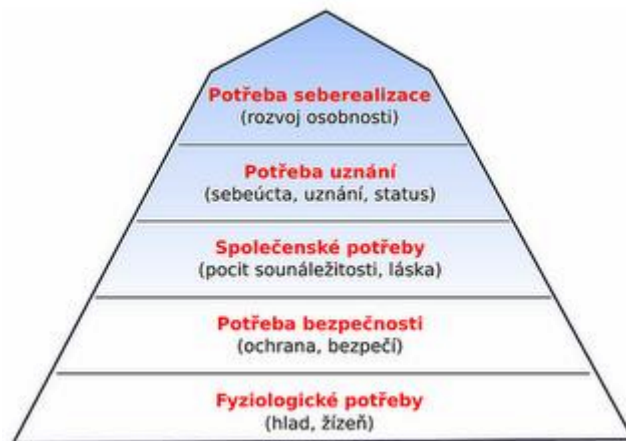 Potřeba seberealizace
(rozvoj osobnosti)
Potřeba uznání
(sebeúcta, uznání, status)
Společenské potřeby
(pocit sounáležitosti, láska)
Potřeba bezpečnosti
(ochrana, bezpečí)
Fyziologické potřeby
(hlad, žízeň)